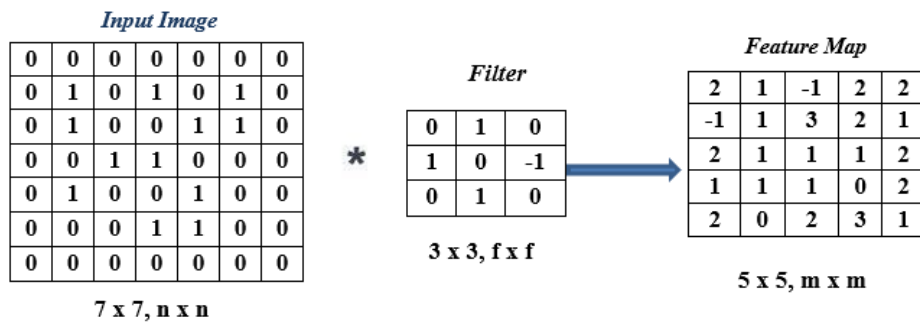 Input Image
0 0 0 0 0 0 0
0 1 0 1 0 1 0
0 1 0 0 1 1 0
0 0 1 1 0 0 0
0 1 0 0 1 0 0
0 0 0 1 1 0 0
0 0 0 0 0 0 0
7 x 7, n x n
*
Filter
0 1 0
1 0 -1
0 1 0
3 x 3, f x f
Feature Map
2 1 -1 2 2
-1 1 3 2 1
2 1 1 1 2
1 1 1 0 2
2 0 2 3 1
5 x 5, m x m